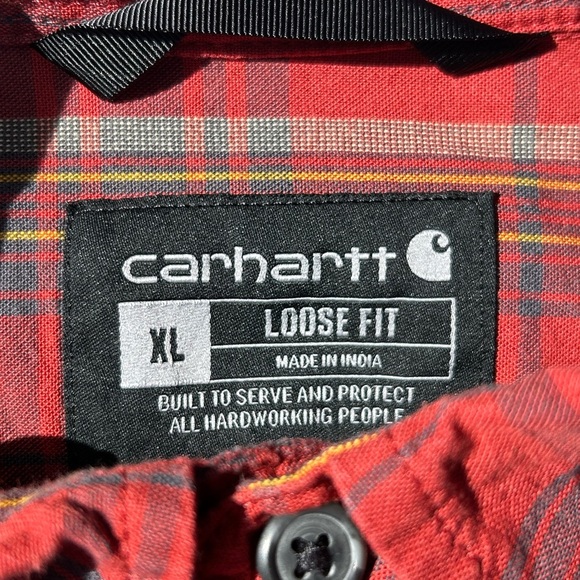 carhartt
XL
LOOSE FIT
MADE IN INDIA
BUILT TO SERVE AND PROTECT
ALL HARDWORKING PEOPLE